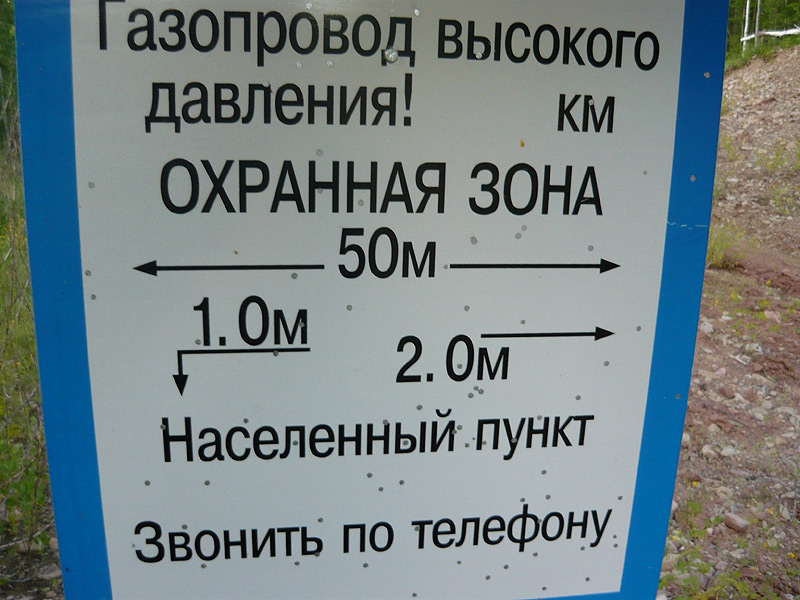 Газопровод высокого
давления! км
ОХРАННАЯ ЗОНА
50м
1.0м
2.0м
Населенный пункт
Звонить по телефону